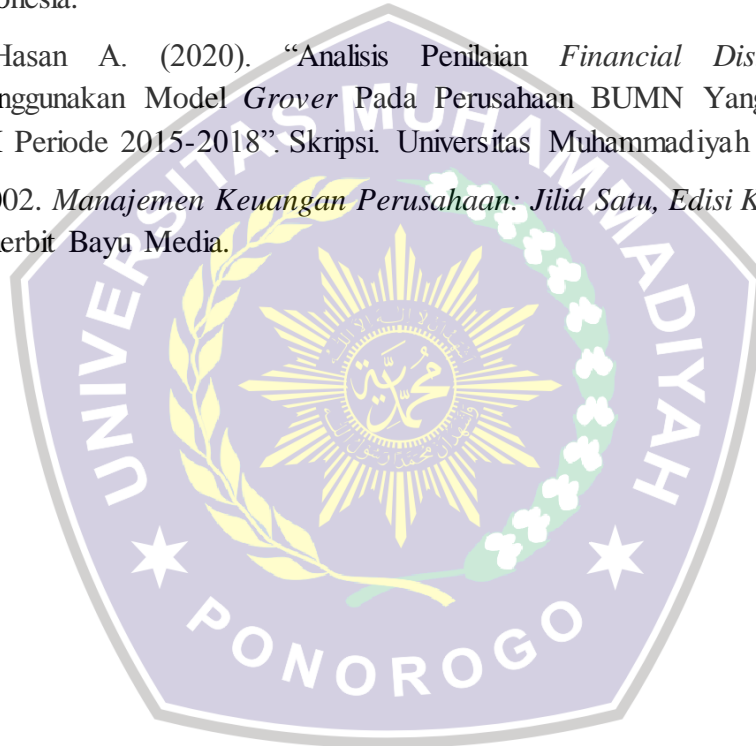 onesia.
Hasan A. (2020). “Analisis Penilaian Financial Dis
nggunakan Model Grover Pada Perusahaan BUMN Yang
I Periode 2015-2018”. Skripsi. Universitas Muhammadiyah
002. Manajemen Keuangan Perusahaan: Jilid Satu, Edisi K
erbit Bayu Media.
UNIVERSITAS MUHAMMADIYAH
PONOROGO
محمدية